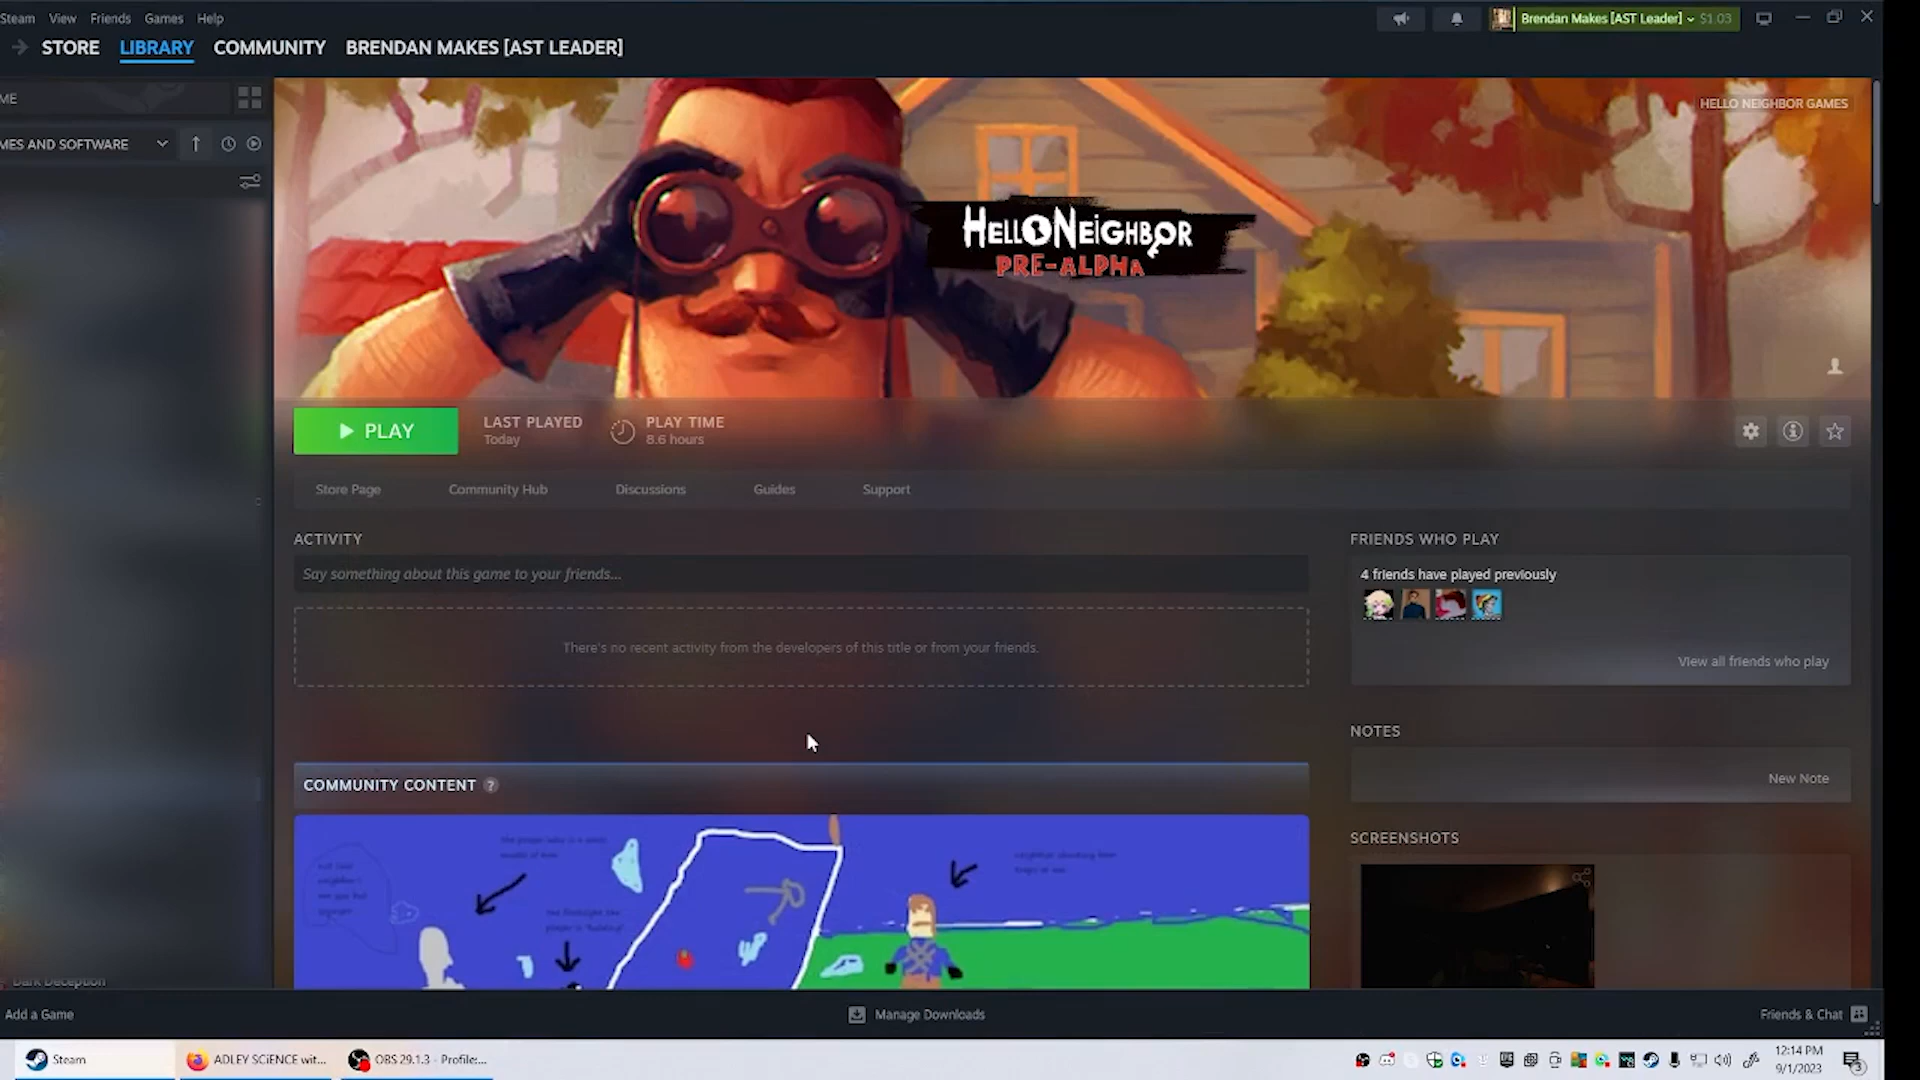 Steam View Friends Games Help
Brendan Makes [AST Leader] $1.03
STORE LIBRARY COMMUNITY BRENDAN MAKES [AST LEADER]
ME
HELLO NEIGHBOR GAMES
MES AND SOFTWARE
HELLO NEIGHBOR
PRE-ALPHA
PLAY
LAST PLAYED
Today
PLAY TIME
8.6 hours
Store Page Community Hub Discussions Guides Support
ACTIVITY
Say something about this game to your friends...
There's no recent activity from the developers of this title or from your friends.
FRIENDS WHO PLAY
4 friends have played previously
View all friends who play
NOTES
New Note
COMMUNITY CONTENT ?
SCREENSHOTS
Dark Deception
Add a Game
Manage Downloads
Friends & Chat
Steam
ADLEY SCiENCE wit...
OBS 29.1.3 - Profile:...
12:14 PM
9/1/2023
3